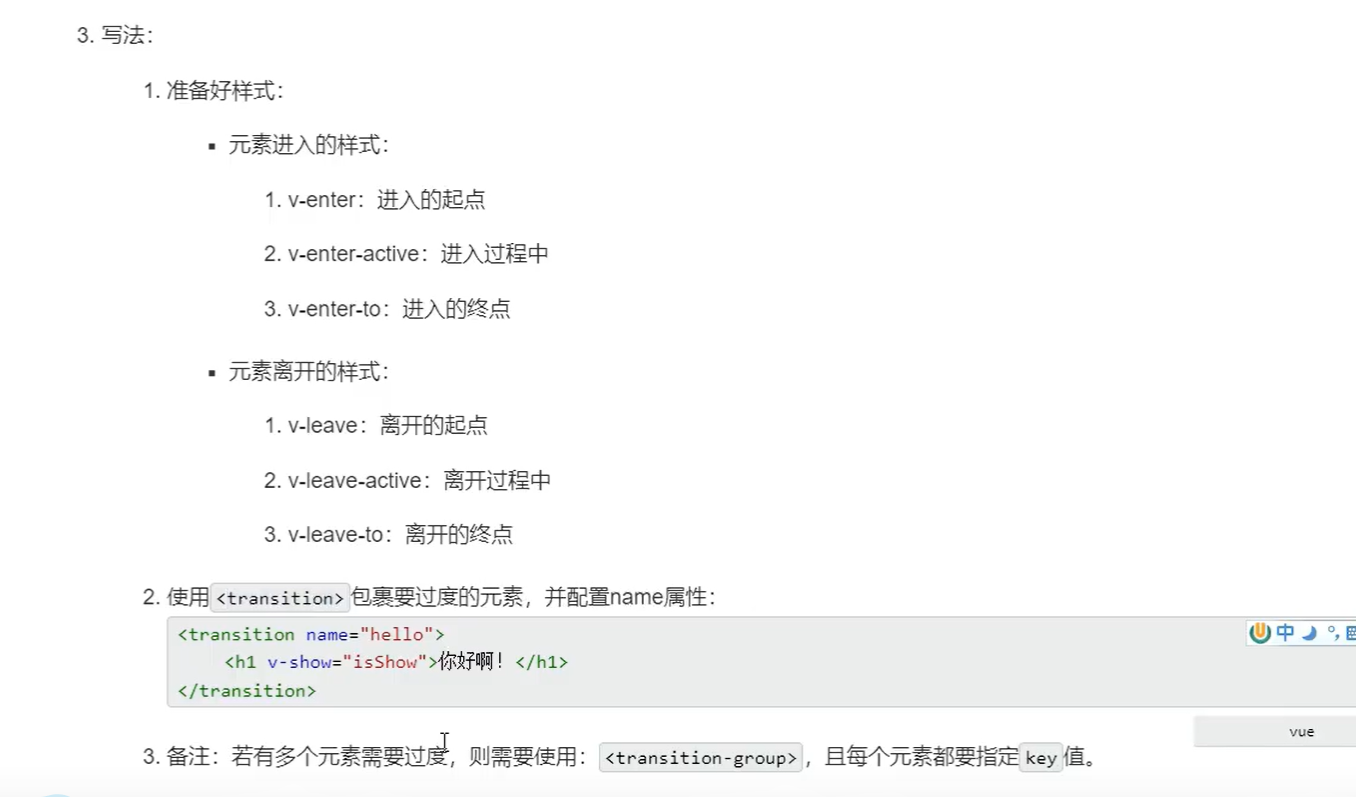 3. 写法：
1. 准备好样式：
▪ 元素进入的样式：
1. v-enter：进入的起点
2. v-enter-active：进入过程中
3. v-enter-to：进入的终点
▪ 元素离开的样式：
1. v-leave：离开的起点
2. v-leave-active：离开过程中
3. v-leave-to：离开的终点
2. 使用<transition>包裹要过度的元素，并配置name属性：
<transition name="hello">
<h1 v-show="isShow">你好啊！</h1>
</transition>
中
vue
3. 备注：若有多个元素需要过度，则需要使用：<transition-group>，且每个元素都要指定key值。